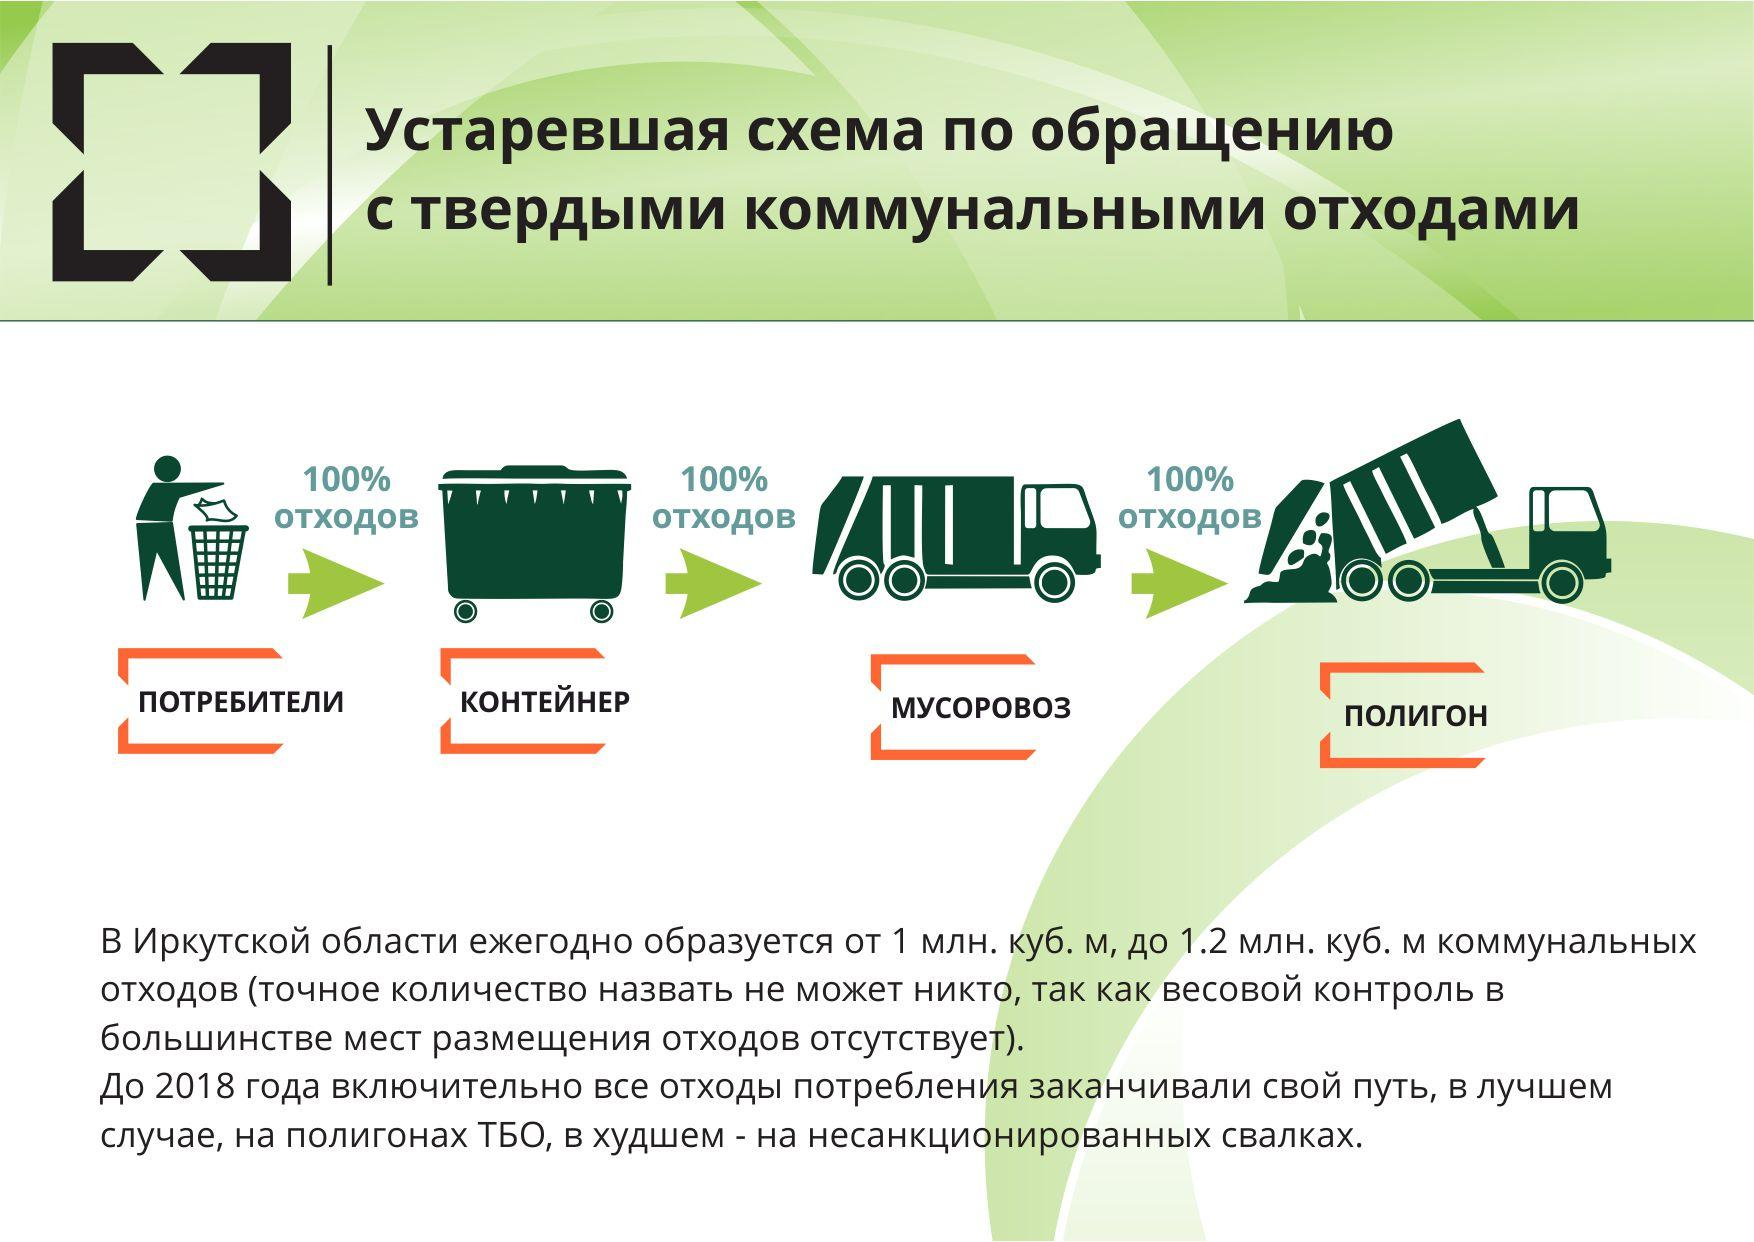 Устаревшая схема по обращению
с твердыми коммунальными отходами
100%
отходов
100%
отходов
100%
отходов
ПОТРЕБИТЕЛИ
КОНТЕЙНЕР
МУСОРОВОЗ
ПОЛИГОН
В Иркутской области ежегодно образуется от 1 млн. куб. м, до 1.2 млн. куб. м коммунальных
отходов (точное количество назвать не может никто, так как весовой контроль в
большинстве мест размещения отходов отсутствует).
До 2018 года включительно все отходы потребления заканчивали свой путь, в лучшем
случае, на полигонах ТБО, в худшем - на несанкционированных свалках.